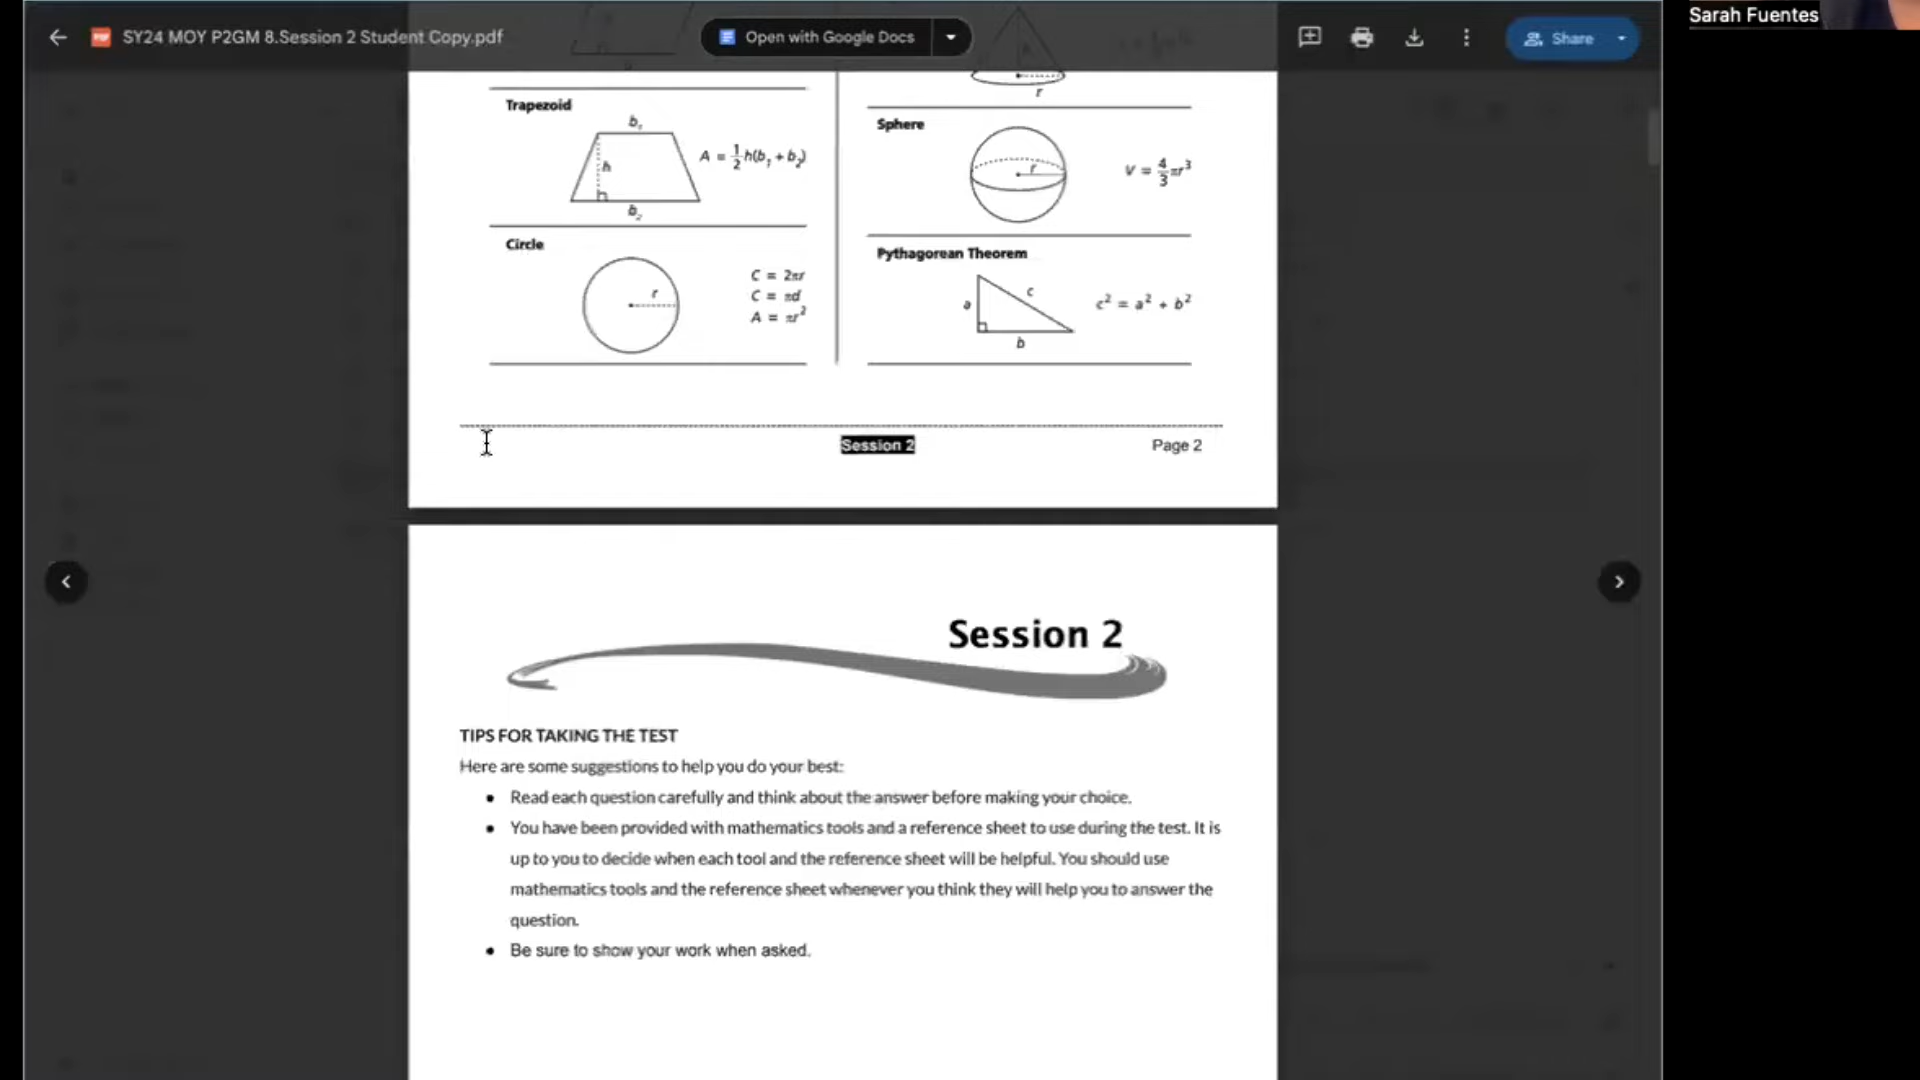 SY24 MOY P2GM 8.Session 2 Student Copy.pdf
Open with Google Docs
Share
Sarah Fuentes
Trapezoid
b₁
h
b₂
A = 1/2 h(b₁ + b₂)
Circle
r
C = 2πr
C = πd
A = πr²
r
Sphere
r
V = 4/3 πr³
Pythagorean Theorem
a
c
b
c² = a² + b²
Session 2
Page 2
Session 2
TIPS FOR TAKING THE TEST
Here are some suggestions to help you do your best:
• Read each question carefully and think about the answer before making your choice.
• You have been provided with mathematics tools and a reference sheet to use during the test. It is
up to you to decide when each tool and the reference sheet will be helpful. You should use
mathematics tools and the reference sheet whenever you think they will help you to answer the
question.
• Be sure to show your work when asked.